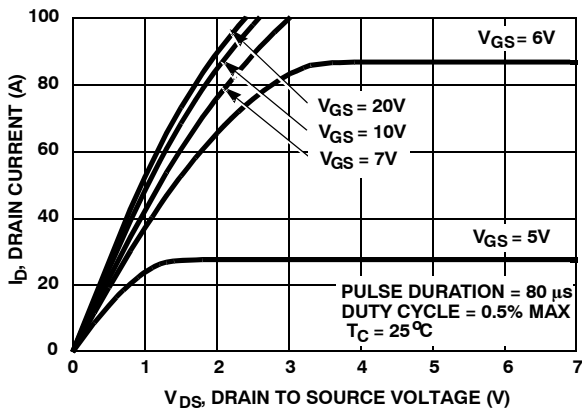 100
80
60
40
20
0
I_D, DRAIN CURRENT (A)
V_GS = 6V
V_GS = 20V
V_GS = 10V
V_GS = 7V
V_GS = 5V
PULSE DURATION = 80 µs
DUTY CYCLE = 0.5% MAX
T_C = 25°C
0 1 2 3 4 5 6 7
V_DS, DRAIN TO SOURCE VOLTAGE (V)